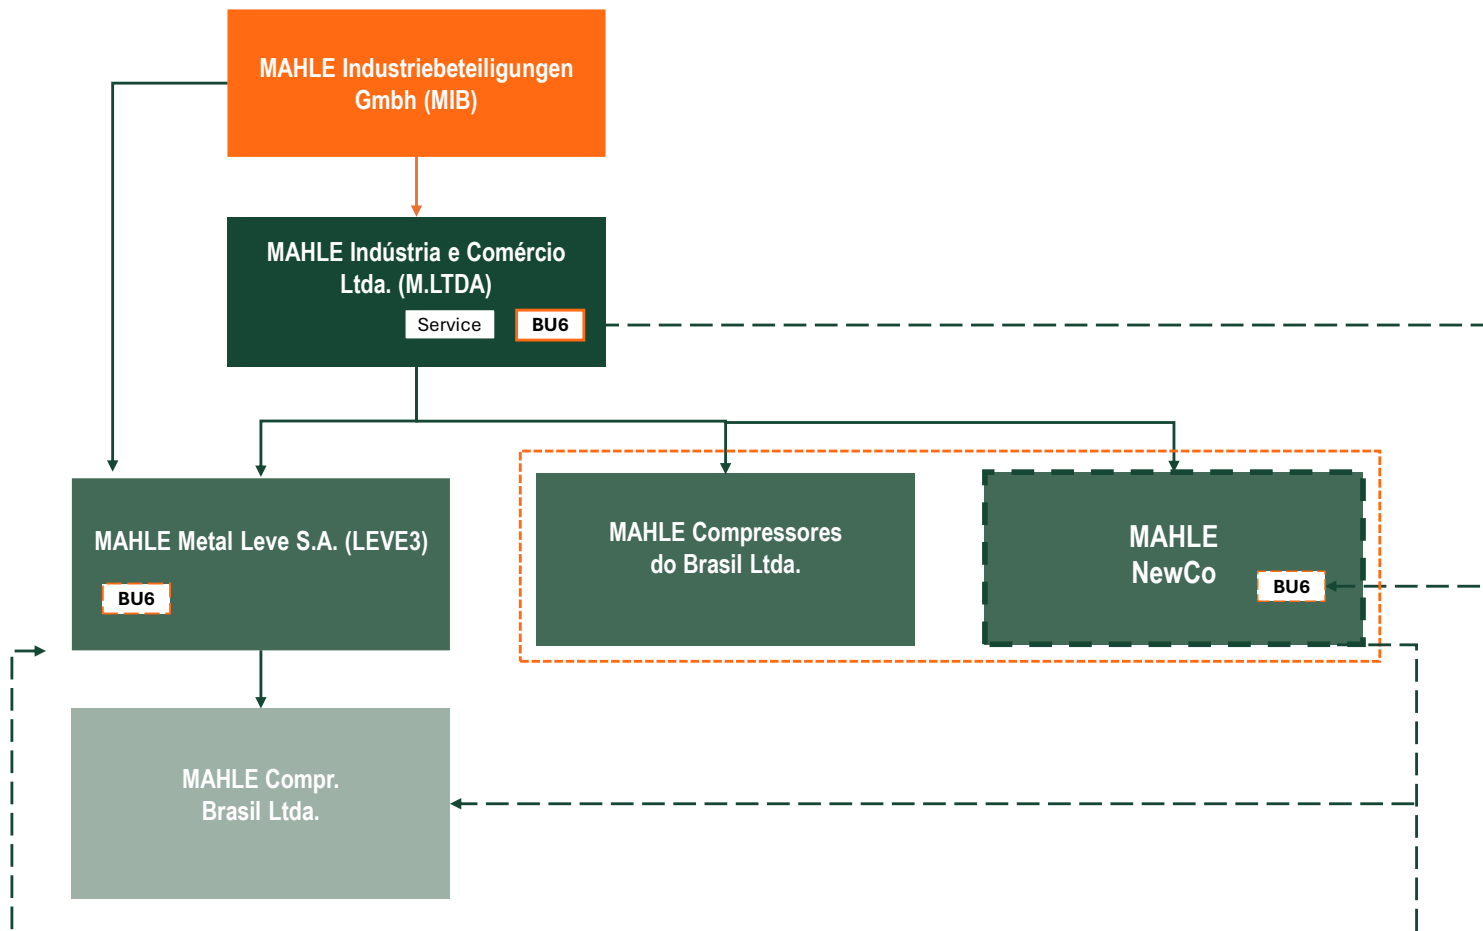 MAHLE Industriebeteiligungen
Gmbh (MIB)
MAHLE Indústria e Comércio
Ltda. (M.LTDA)
Service
BU6
MAHLE Metal Leve S.A. (LEVE3)
BU6
MAHLE Compressores
do Brasil Ltda.
MAHLE
NewCo
BU6
MAHLE Compr.
Brasil Ltda.